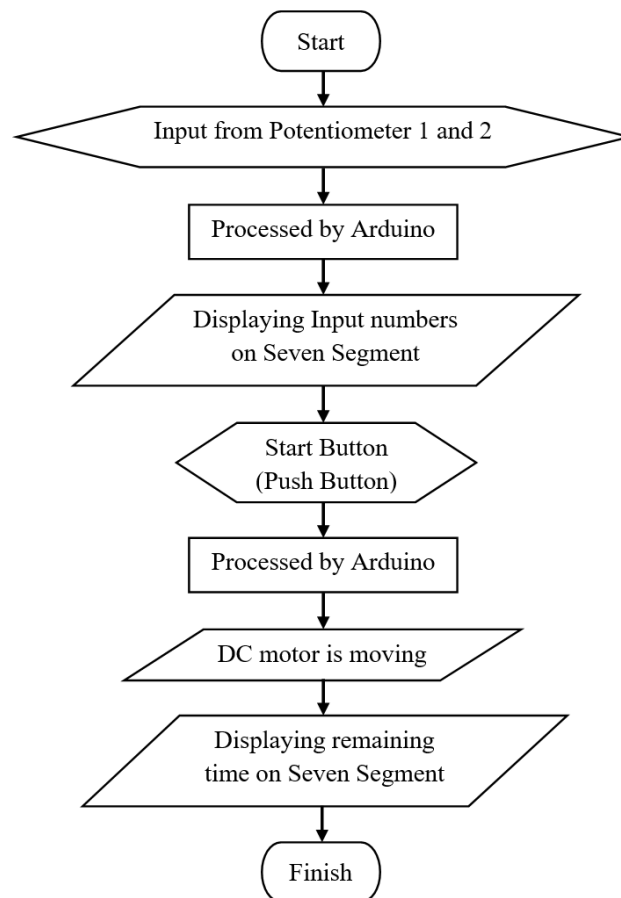 Start
Input from Potentiometer 1 and 2
Processed by Arduino
Displaying Input numbers
on Seven Segment
Start Button
(Push Button)
Processed by Arduino
DC motor is moving
Displaying remaining
time on Seven Segment
Finish